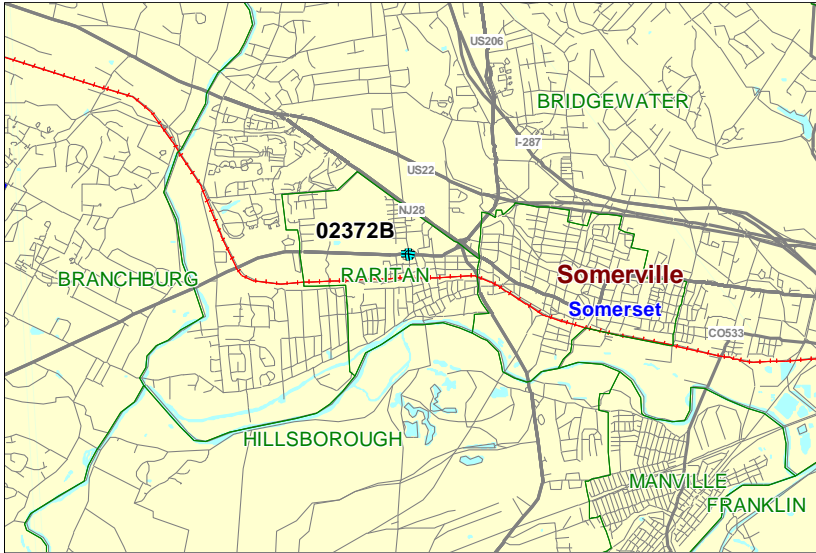 US206
BRIDGEWATER
I-287
US22
NJ28
02372B
BRANCHBURG
RARITAN
Somerville
Somerset
CO533
HILLSBOROUGH
MANVILLE
FRANKLIN